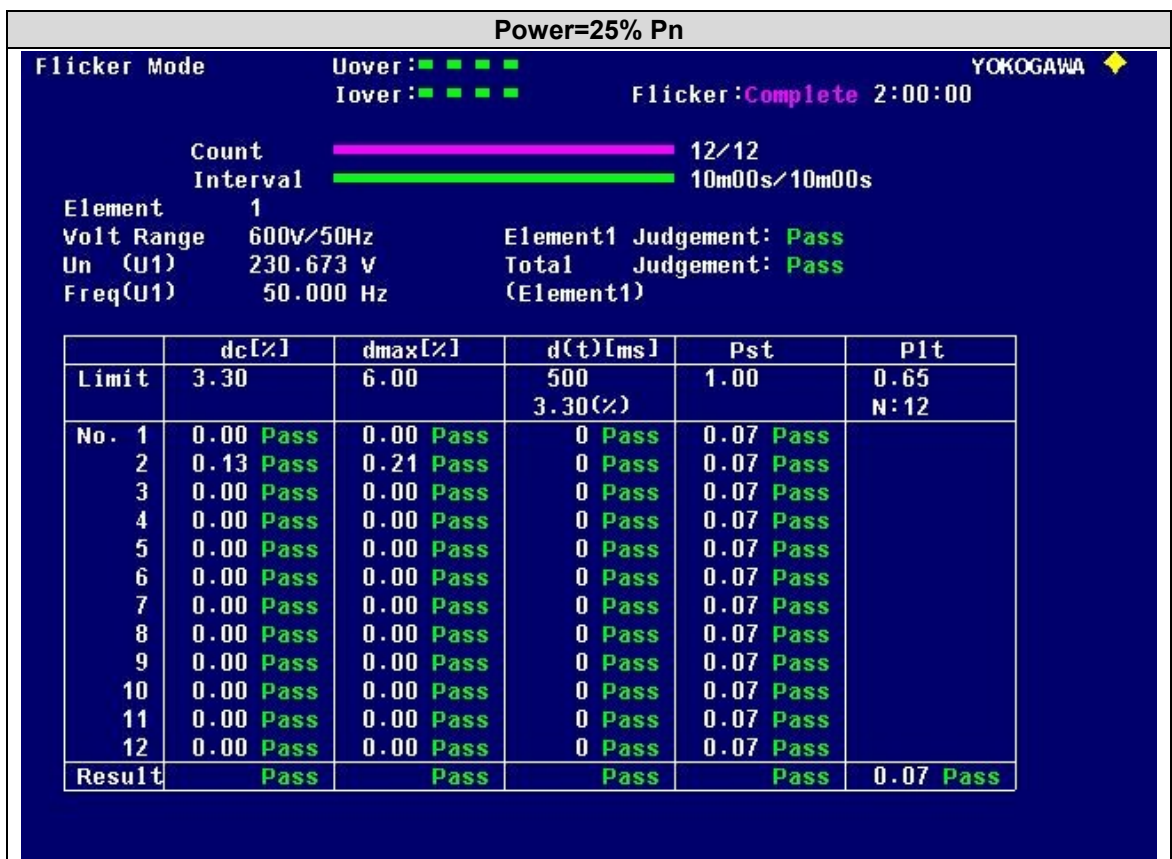 Power=25% Pn
Flicker Mode Uover: YOKOGAWA
Iover: Flicker:Complete 2:00:00
Count 12/12
Interval 10m00s/10m00s
Element 1
Volt Range 600V/50Hz Element1 Judgement: Pass
Un (U1) 230.673 V Total Judgement: Pass
Freq(U1) 50.000 Hz (Element1)
dc[%] dmax[%] d(t)[ms] Pst Plt
Limit 3.30 6.00 500 1.00 0.65
3.30(%) N:12
No. 1 0.00 Pass 0.00 Pass 0 Pass 0.07 Pass
2 0.13 Pass 0.21 Pass 0 Pass 0.07 Pass
3 0.00 Pass 0.00 Pass 0 Pass 0.07 Pass
4 0.00 Pass 0.00 Pass 0 Pass 0.07 Pass
5 0.00 Pass 0.00 Pass 0 Pass 0.07 Pass
6 0.00 Pass 0.00 Pass 0 Pass 0.07 Pass
7 0.00 Pass 0.00 Pass 0 Pass 0.07 Pass
8 0.00 Pass 0.00 Pass 0 Pass 0.07 Pass
9 0.00 Pass 0.00 Pass 0 Pass 0.07 Pass
10 0.00 Pass 0.00 Pass 0 Pass 0.07 Pass
11 0.00 Pass 0.00 Pass 0 Pass 0.07 Pass
12 0.00 Pass 0.00 Pass 0 Pass 0.07 Pass
Result Pass Pass Pass Pass 0.07 Pass